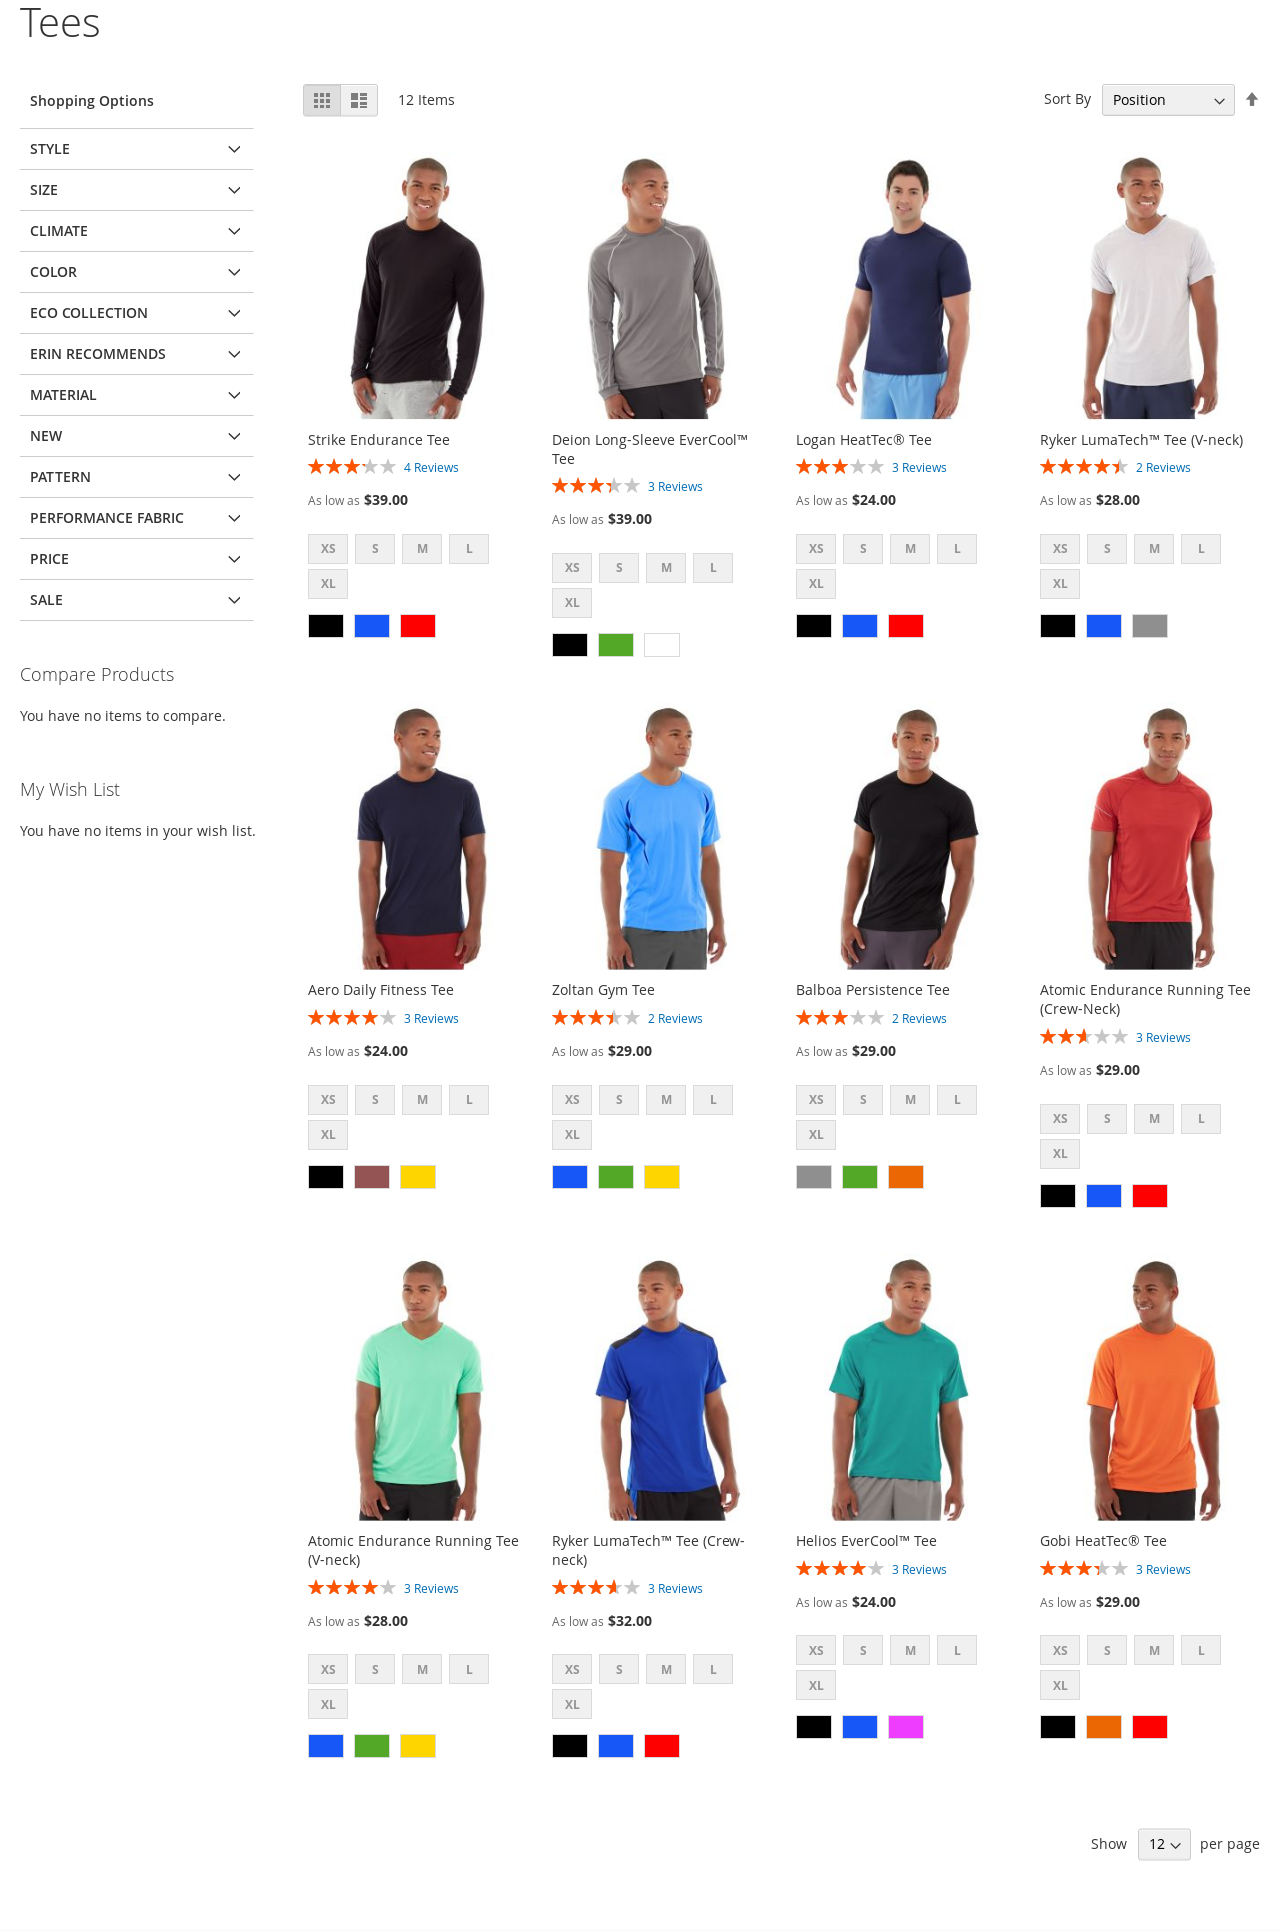 Tees
Shopping Options
STYLE
SIZE
CLIMATE
COLOR
ECO COLLECTION
ERIN RECOMMENDS
MATERIAL
NEW
PATTERN
PERFORMANCE FABRIC
PRICE
SALE
Compare Products
You have no items to compare.
My Wish List
You have no items in your wish list.
12 Items
Sort By Position
Strike Endurance Tee
4 Reviews
As low as $39.00
XS S M L
XL
Deion Long-Sleeve EverCool™
Tee
3 Reviews
As low as $39.00
XS S M L
XL
Logan HeatTec® Tee
3 Reviews
As low as $24.00
XS S M L
XL
Ryker LumaTech™ Tee (V-neck)
2 Reviews
As low as $28.00
XS S M L
XL
Aero Daily Fitness Tee
3 Reviews
As low as $24.00
XS S M L
XL
Zoltan Gym Tee
2 Reviews
As low as $29.00
XS S M L
XL
Balboa Persistence Tee
2 Reviews
As low as $29.00
XS S M L
XL
Atomic Endurance Running Tee
(Crew-Neck)
3 Reviews
As low as $29.00
XS S M L
XL
Atomic Endurance Running Tee
(V-neck)
3 Reviews
As low as $28.00
XS S M L
XL
Ryker LumaTech™ Tee (Crew-
neck)
3 Reviews
As low as $32.00
XS S M L
XL
Helios EverCool™ Tee
3 Reviews
As low as $24.00
XS S M L
XL
Gobi HeatTec® Tee
3 Reviews
As low as $29.00
XS S M L
XL
Show 12 per page